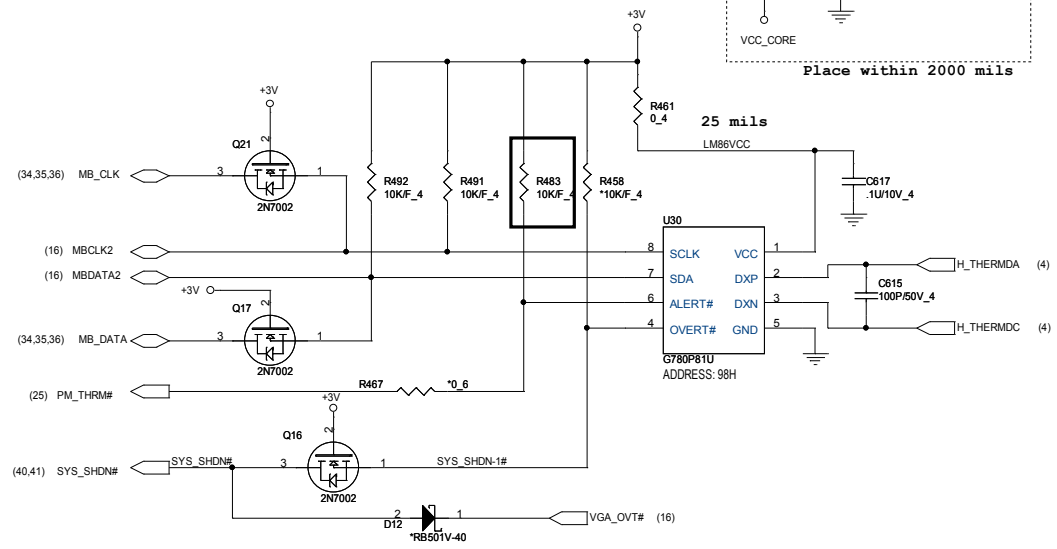 +3V
VCC_CORE
Place within 2000 mils
+3V
R461
0_4
25 mils
LM86VCC
Q21
2
(34,35,36) MB_CLK
3
1
2N7002
R492
10K/F_4
R491
10K/F_4
R483
10K/F_4
R458
*10K/F_4
C617
.1U/10V_4
U30
(16) MBCLK2
8 SCLK VCC 1
H_THERMDA (4)
(16) MBDATA2
7 SDA DXP 2
C615
100P/50V_4
+3V
2
Q17
6 ALERT# DXN 3
4 OVERT# GND 5
H_THERMDC (4)
(34,35,36) MB_DATA
3
1
2N7002
G780P81U
ADDRESS: 98H
(25) PM_THRM#
R467
*0_6
+3V
2
Q16
(40,41) SYS_SHDN#
SYS_SHDN#
3
1
SYS_SHDN-1#
2N7002
2
D12
1
VGA_OVT# (16)
*RB501V-40